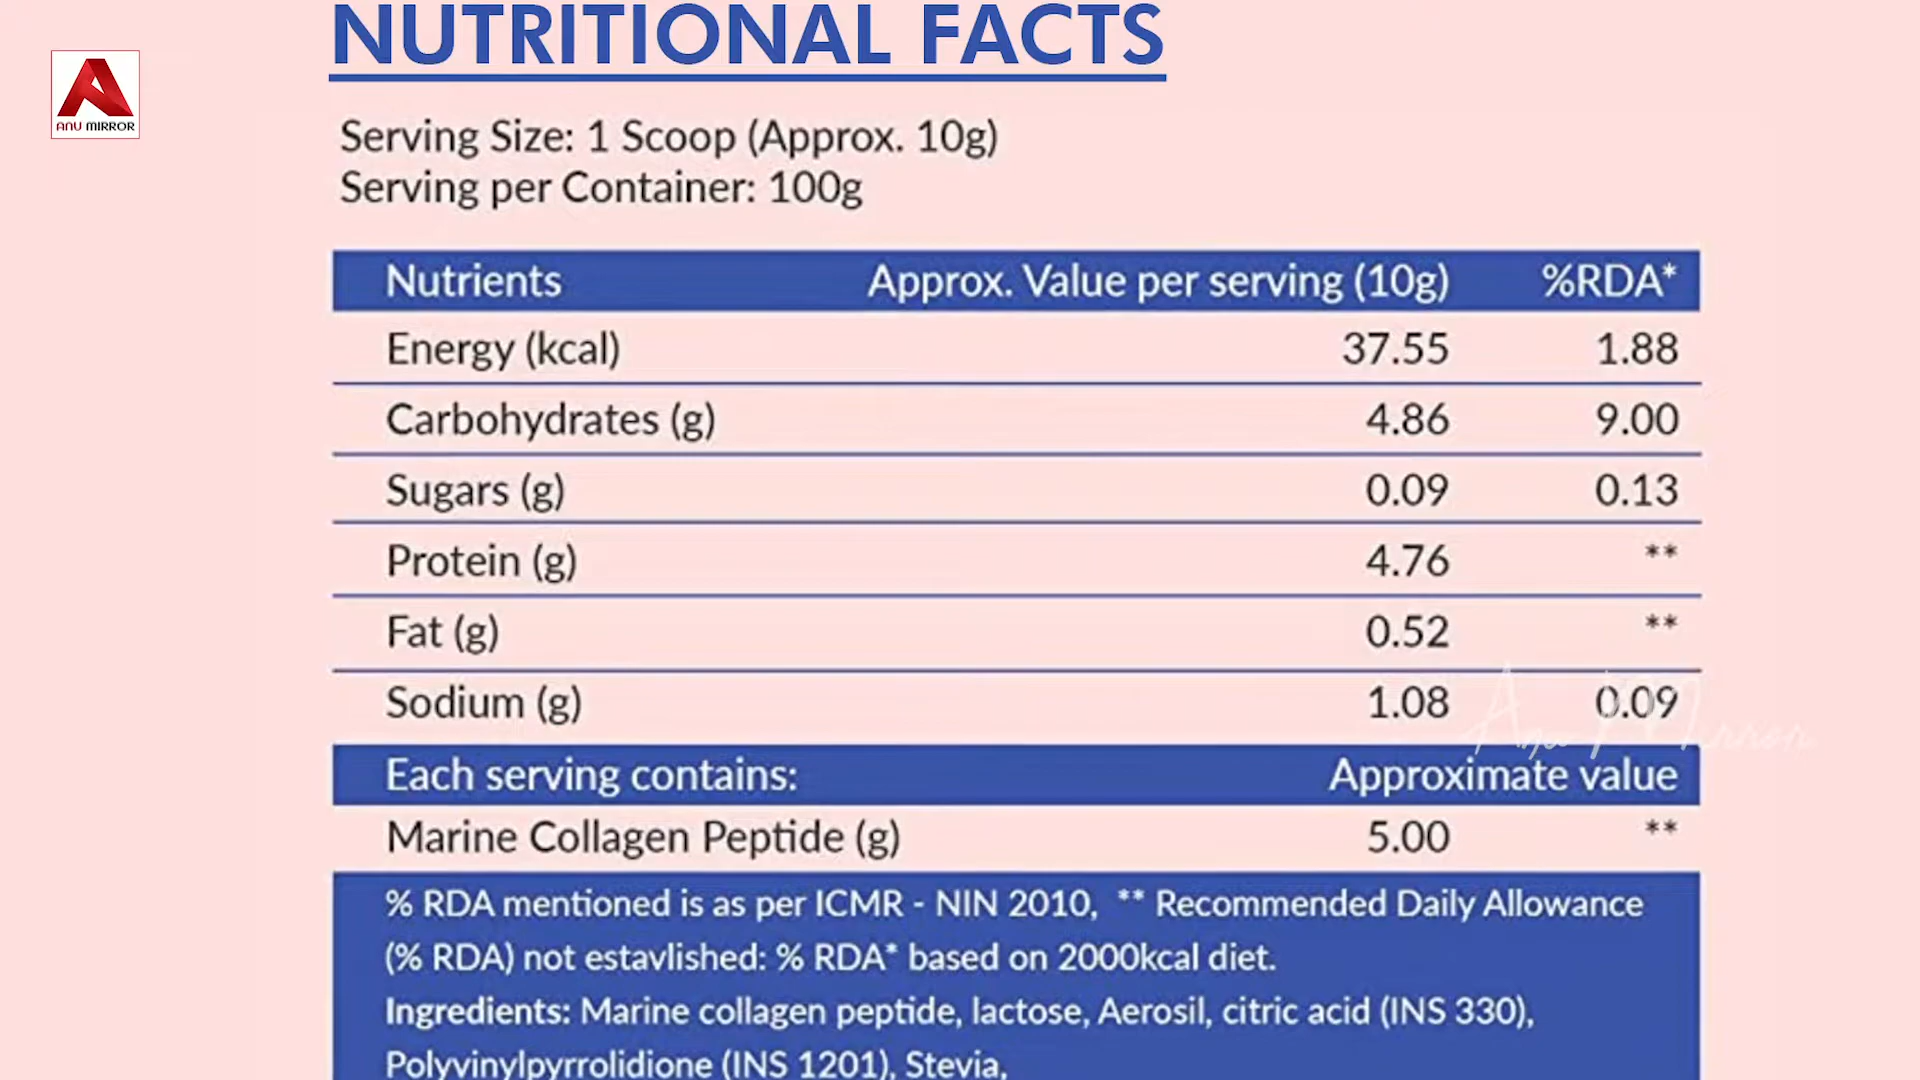 NUTRITIONAL FACTS
ANU MIRROR
Serving Size: 1 Scoop (Approx. 10g)
Serving per Container: 100g
Nutrients Approx. Value per serving (10g) %RDA*
Energy (kcal) 37.55 1.88
Carbohydrates (g) 4.86 9.00
Sugars (g) 0.09 0.13
Protein (g) 4.76 **
Fat (g) 0.52 **
Sodium (g) 1.08 0.09
Anu Mirror
Each serving contains: Approximate value
Marine Collagen Peptide (g) 5.00 **
% RDA mentioned is as per ICMR - NIN 2010, ** Recommended Daily Allowance
(% RDA) not estavlished: % RDA* based on 2000kcal diet.
Ingredients: Marine collagen peptide, lactose, Aerosil, citric acid (INS 330),
Polyvinylpyrrolidione (INS 1201), Stevia,